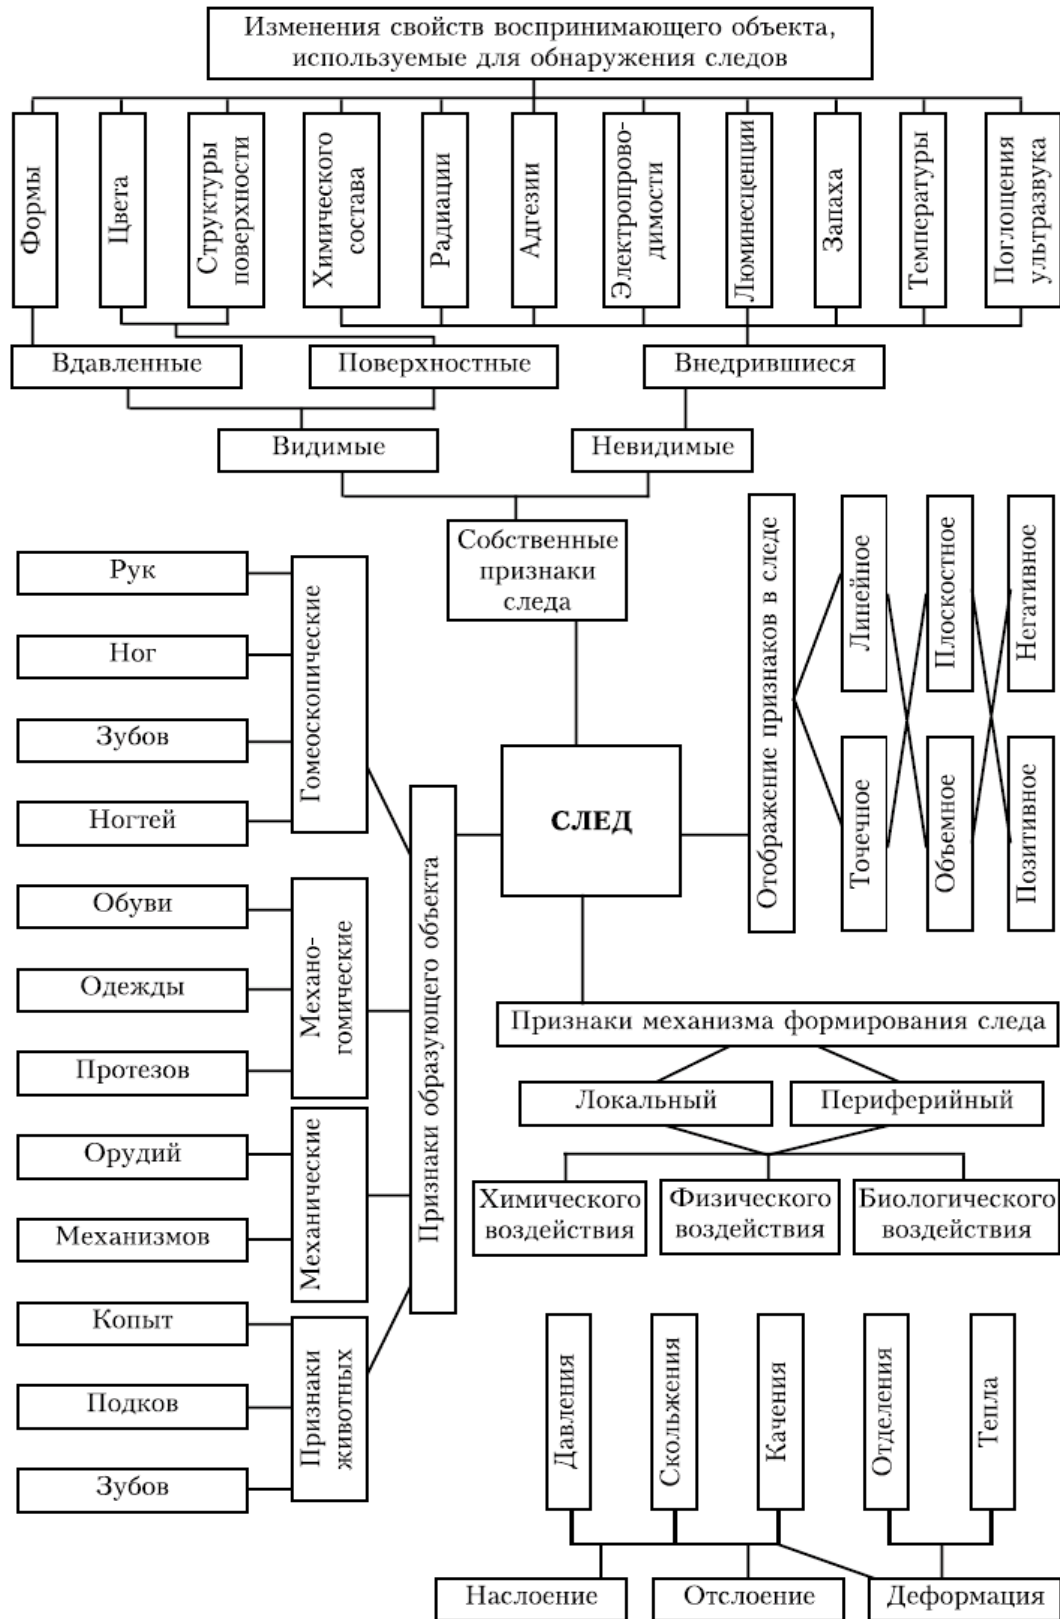 Изменения свойств воспринимающего объекта,
используемые для обнаружения следов
Формы
Цвета
Структуры
поверхности
Химического
состава
Радиации
Адгезии
Электропрово-
димости
Люминесценции
Запаха
Температуры
Поглощения
ультразвука
Вдавленные
Поверхностные
Внедрившиеся
Видимые
Невидимые
Собственные
признаки
следа
Рук
Ног
Зубов
Ногтей
Обуви
Одежды
Протезов
Орудий
Механизмов
Копыт
Подков
Зубов
Гомеоскопические
Механо-
гомические
Механические
Признаки
животных
Признаки образующего объекта
СЛЕД
Отображение признаков в следе
Линейное
Плоскостное
Негативное
Точечное
Объемное
Позитивное
Признаки механизма формирования следа
Локальный
Периферийный
Химического
воздействия
Физического
воздействия
Биологического
воздействия
Давления
Скольжения
Качения
Отделения
Тепла
Наслоение
Отслоение
Деформация